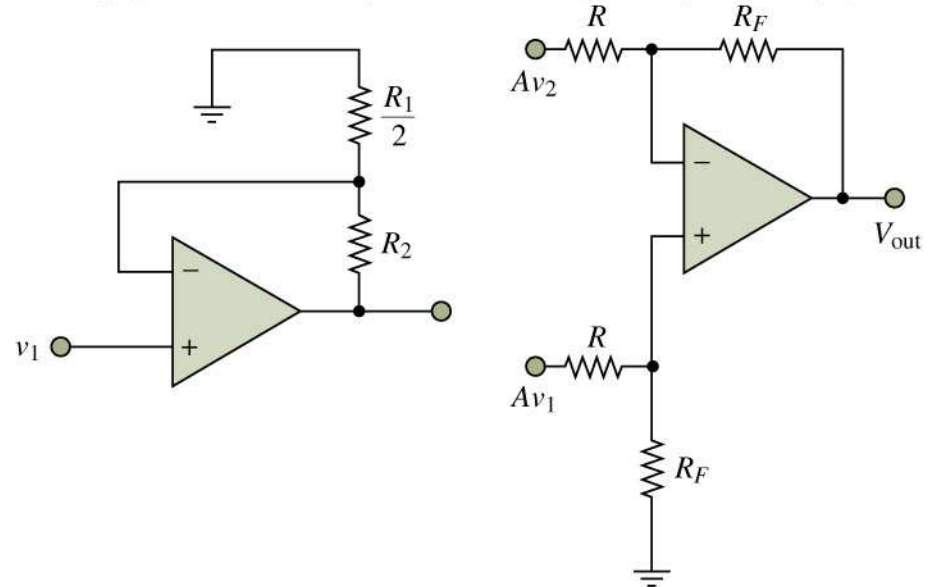 R
R_F
Av_2
R_1
2
−
R_2
+
V_out
−
v_1
+
R
Av_1
R_F